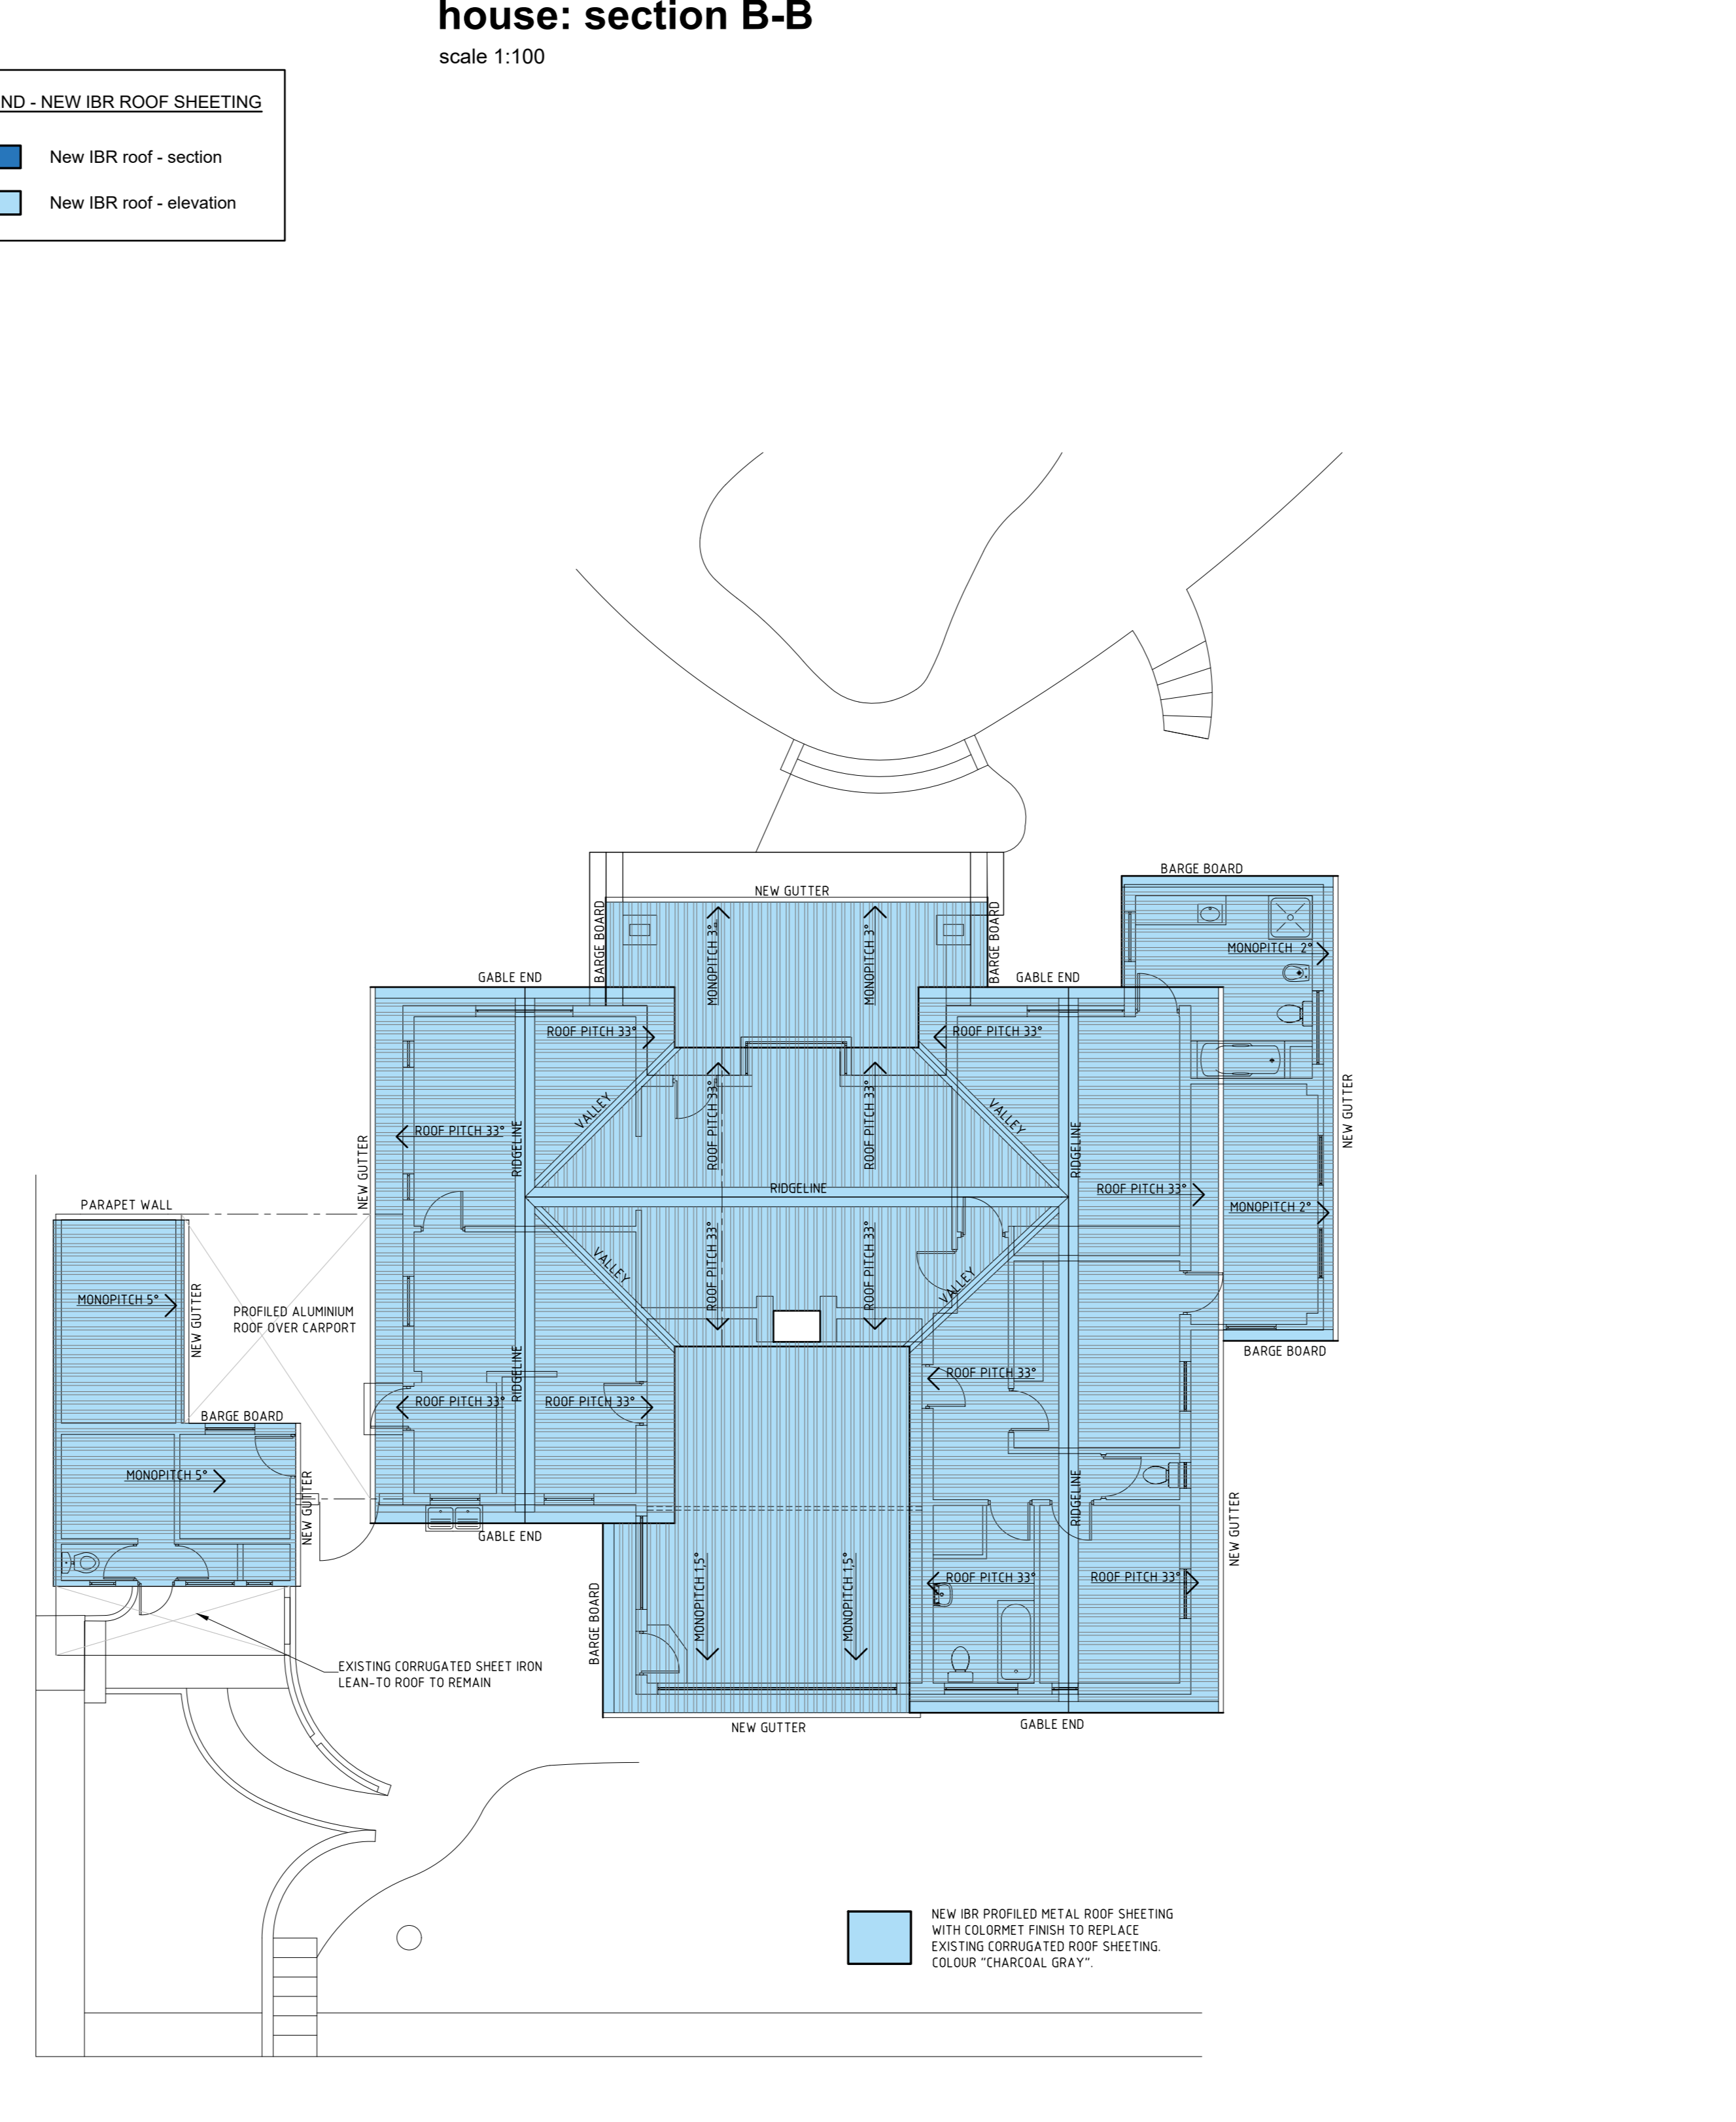 house: section B-B
scale 1:100
ND - NEW IBR ROOF SHEETING
New IBR roof - section
New IBR roof - elevation
BARGE BOARD
NEW GUTTER
BARGE BOARD
BARGE BOARD
MONOPITCH 3°
MONOPITCH 3°
MONOPITCH 2°
GABLE END
GABLE END
ROOF PITCH 33°
ROOF PITCH 33°
VALLEY
VALLEY
ROOF PITCH 33°
ROOF PITCH 33°
NEW GUTTER
ROOF PITCH 33°
RIDGELINE
RIDGELINE
NEW GUTTER
RIDGELINE
ROOF PITCH 33°
MONOPITCH 2°
PARAPET WALL
MONOPITCH 5°
NEW GUTTER
PROFILED ALUMINIUM
ROOF OVER CARPORT
VALLEY
ROOF PITCH 33°
ROOF PITCH 33°
VALLEY
BARGE BOARD
RIDGELINE
ROOF PITCH 33°
ROOF PITCH 33°
ROOF PITCH 33°
BARGE BOARD
MONOPITCH 5°
NEW GUTTER
RIDGELINE
NEW GUTTER
GABLE END
BARGE BOARD
MONOPITCH 1,5°
MONOPITCH 1,5°
ROOF PITCH 33°
ROOF PITCH 33°
EXISTING CORRUGATED SHEET IRON
LEAN-TO ROOF TO REMAIN
NEW GUTTER
GABLE END
NEW IBR PROFILED METAL ROOF SHEETING
WITH COLORMET FINISH TO REPLACE
EXISTING CORRUGATED ROOF SHEETING.
COLOUR "CHARCOAL GRAY".